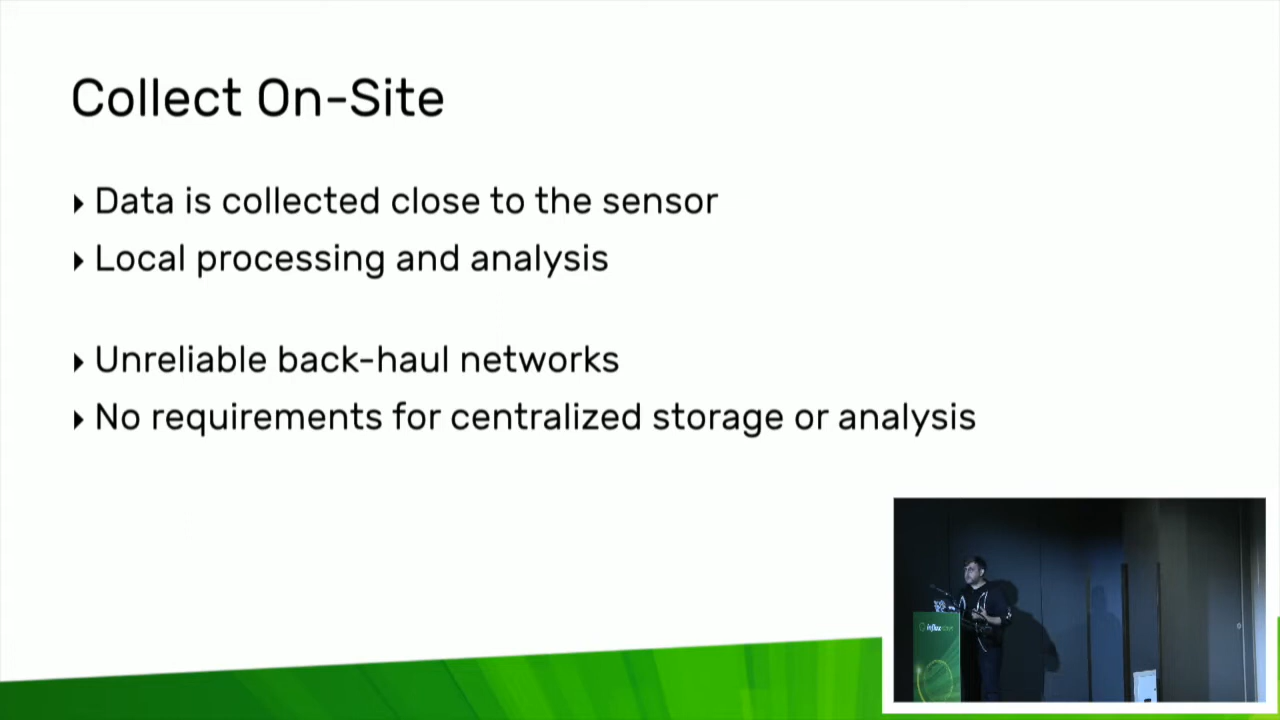 Collect On-Site
Data is collected close to the sensor
Local processing and analysis
Unreliable back-haul networks
No requirements for centralized storage or analysis
influx